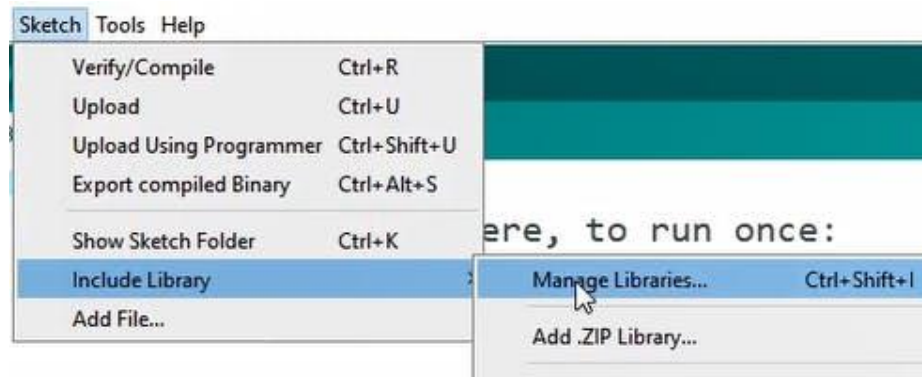 Sketch Tools Help
Verify/Compile Ctrl+R
Upload Ctrl+U
Upload Using Programmer Ctrl+Shift+U
Export compiled Binary Ctrl+Alt+S
Show Sketch Folder Ctrl+K
ere, to run once:
Include Library
Manage Libraries... Ctrl+Shift+I
Add File...
Add .ZIP Library...